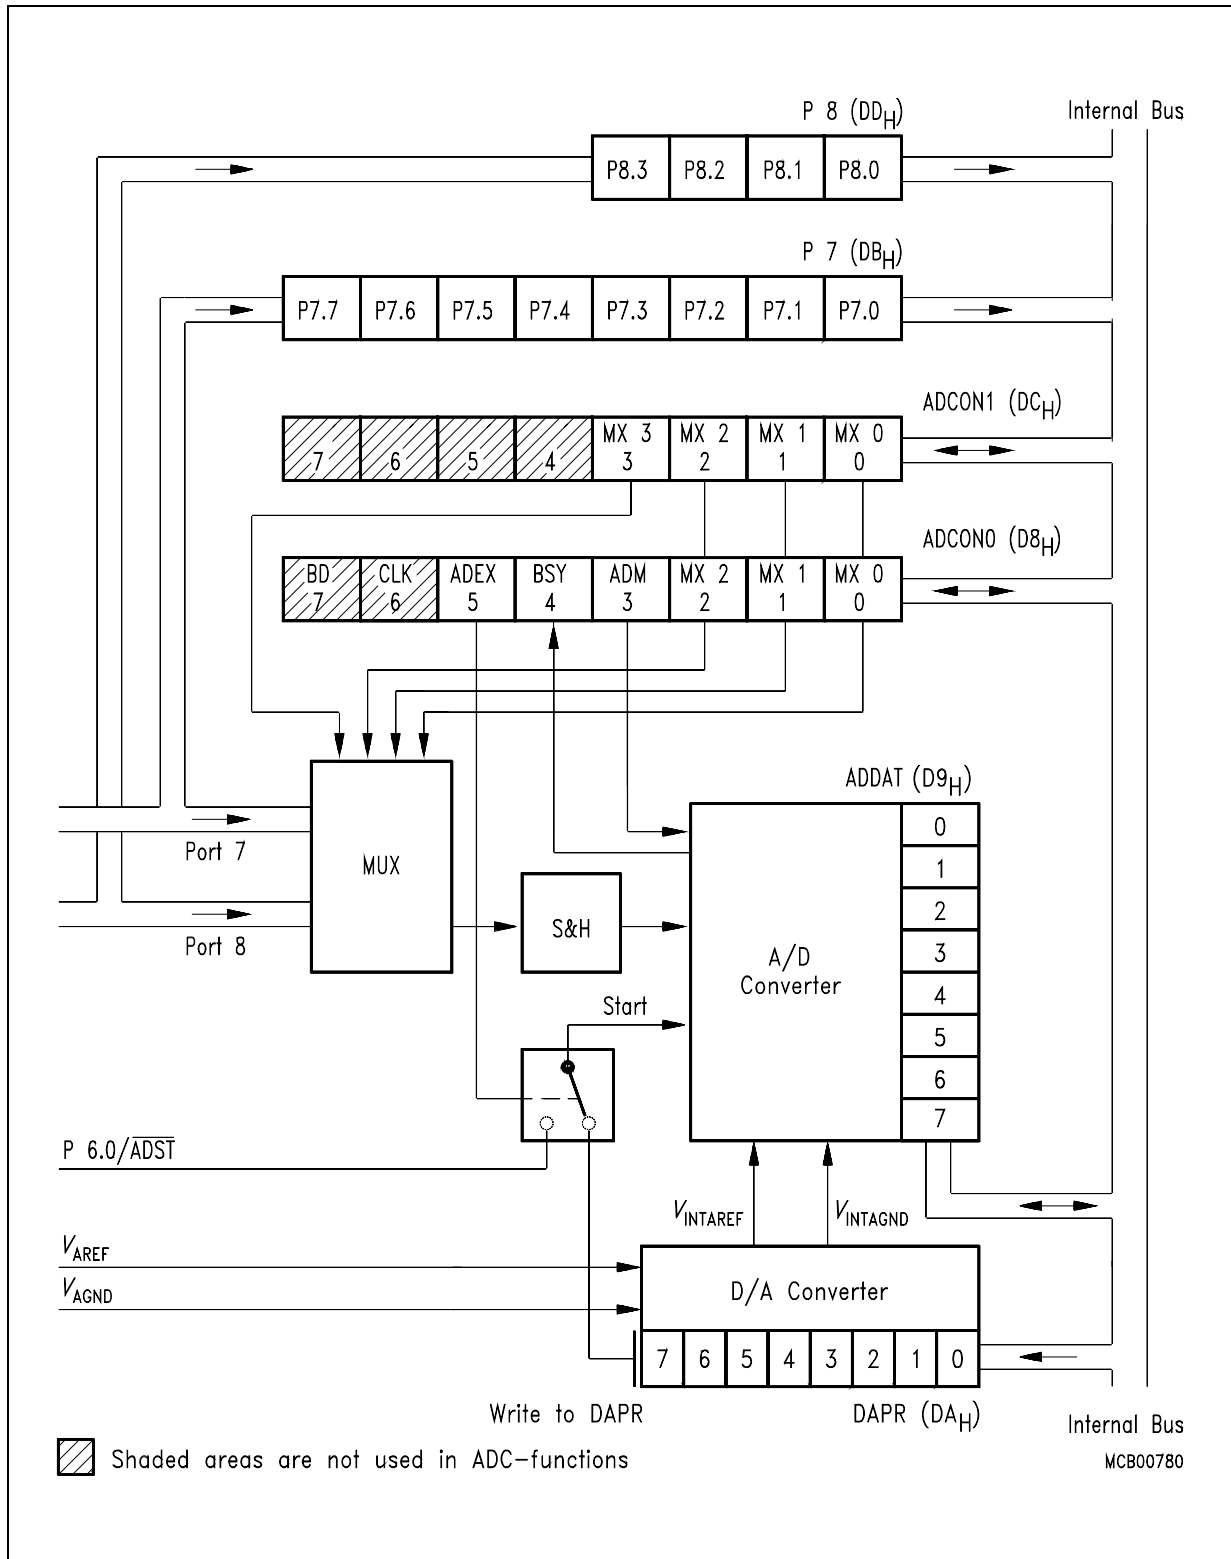 P 8 (DDH)
Internal Bus
P8.3 P8.2 P8.1 P8.0
P 7 (DBH)
P7.7 P7.6 P7.5 P7.4 P7.3 P7.2 P7.1 P7.0
ADCON1 (DCH)
MX 3 MX 2 MX 1 MX 0
7 6 5 4 3 2 1 0
ADCON0 (D8H)
BD CLK ADEX BSY ADM MX 2 MX 1 MX 0
7 6 5 4 3 2 1 0
ADDAT (D9H)
0
1
2
3
4
5
6
7
Port 7
MUX
Port 8
S&H
A/D
Converter
Start
P 6.0/ADST
VINTAREF
VINTAGND
VAREF
VAGND
D/A Converter
7 6 5 4 3 2 1 0
Write to DAPR
DAPR (DAH)
Internal Bus
Shaded areas are not used in ADC-functions
MCB00780